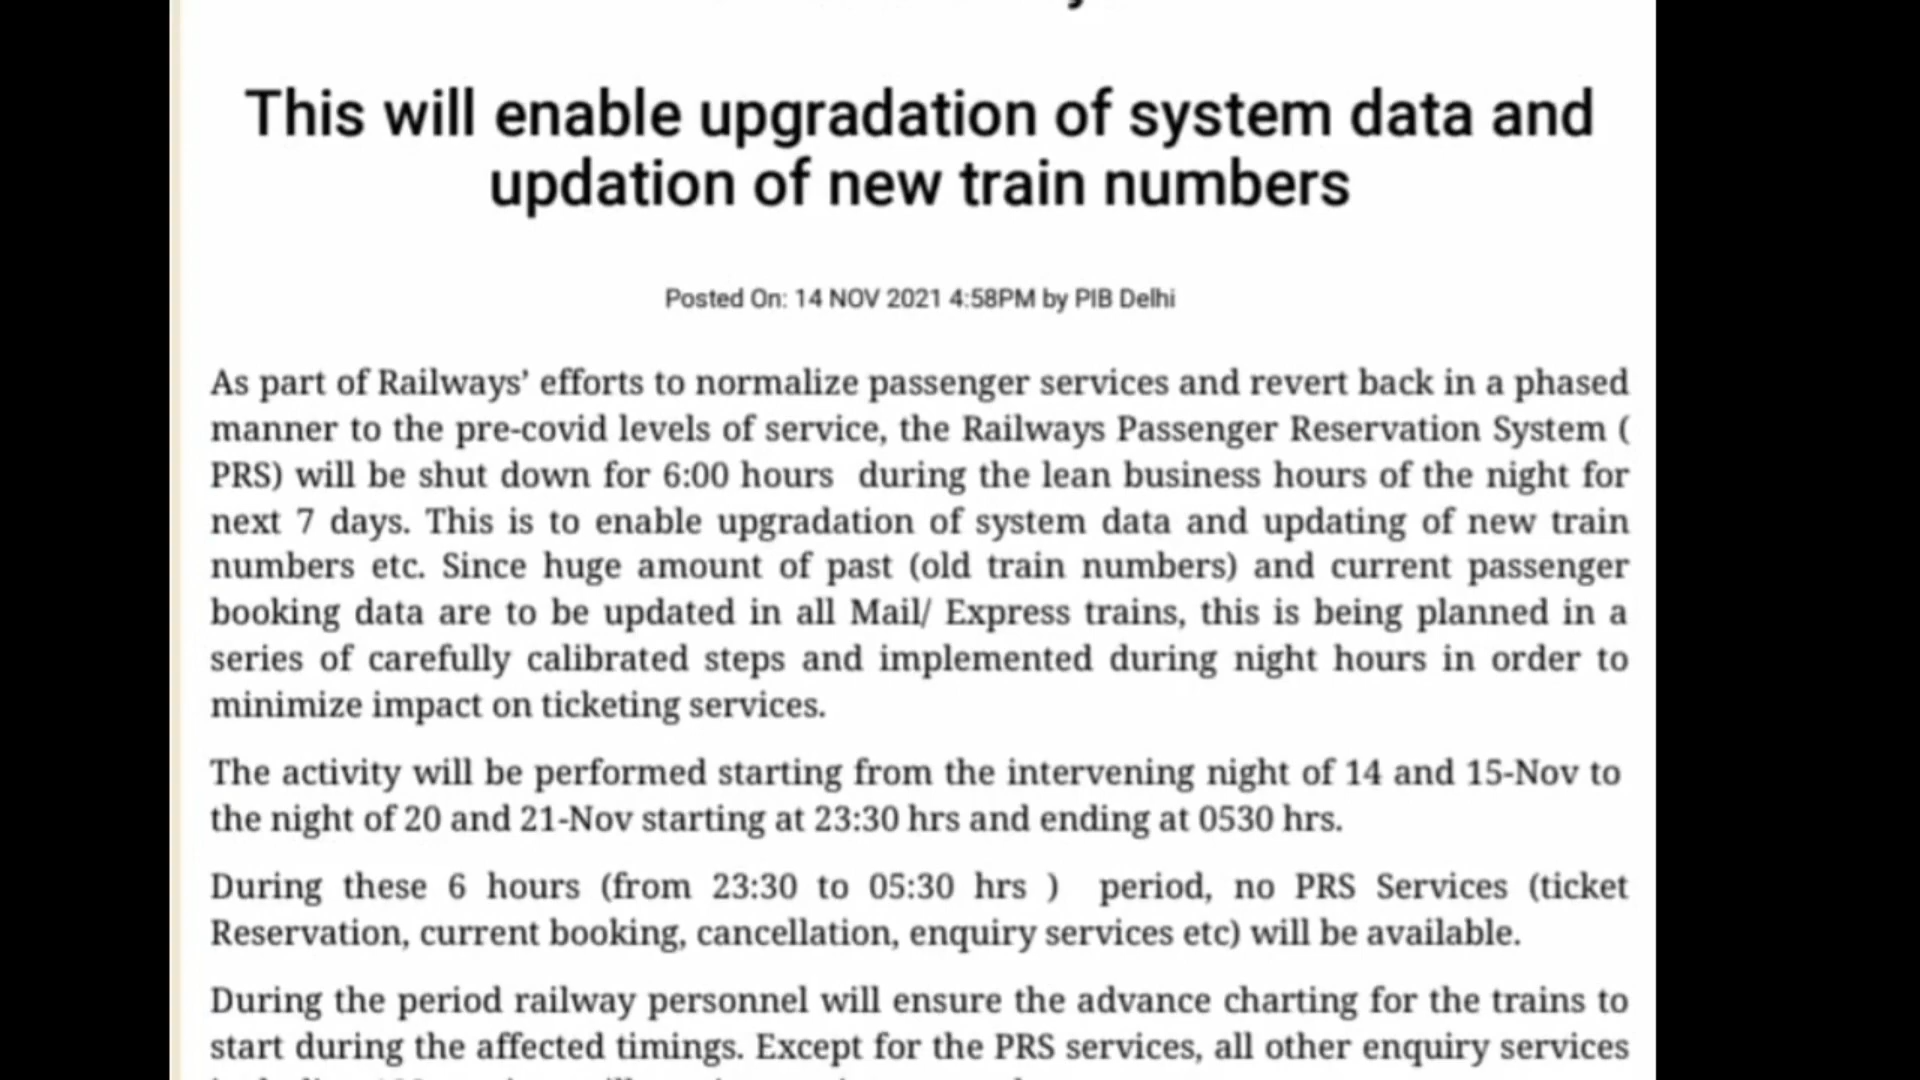 This will enable upgradation of system data and
updation of new train numbers
Posted On: 14 NOV 2021 4:58PM by PIB Delhi
As part of Railways’ efforts to normalize passenger services and revert back in a phased
manner to the pre-covid levels of service, the Railways Passenger Reservation System (
PRS) will be shut down for 6:00 hours during the lean business hours of the night for
next 7 days. This is to enable upgradation of system data and updating of new train
numbers etc. Since huge amount of past (old train numbers) and current passenger
booking data are to be updated in all Mail/ Express trains, this is being planned in a
series of carefully calibrated steps and implemented during night hours in order to
minimize impact on ticketing services.
The activity will be performed starting from the intervening night of 14 and 15-Nov to
the night of 20 and 21-Nov starting at 23:30 hrs and ending at 0530 hrs.
During these 6 hours (from 23:30 to 05:30 hrs ) period, no PRS Services (ticket
Reservation, current booking, cancellation, enquiry services etc) will be available.
During the period railway personnel will ensure the advance charting for the trains to
start during the affected timings. Except for the PRS services, all other enquiry services